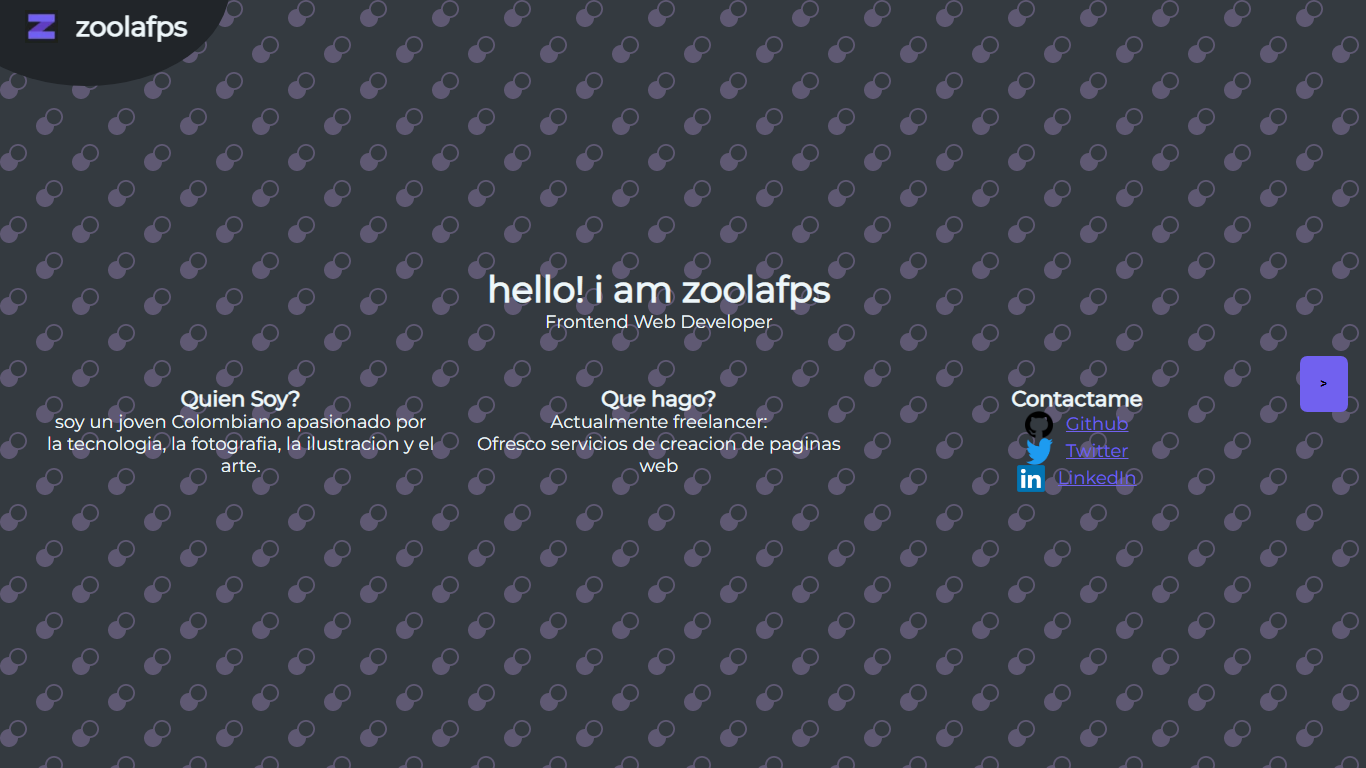 zoolafps
hello! i am zoolafps
Frontend Web Developer
Quien Soy?
soy un joven Colombiano apasionado por
la tecnologia, la fotografia, la ilustracion y el
arte.
Que hago?
Actualmente freelancer:
Ofresco servicios de creacion de paginas
web
Contactame
Github
Twitter
in LinkedIn
>